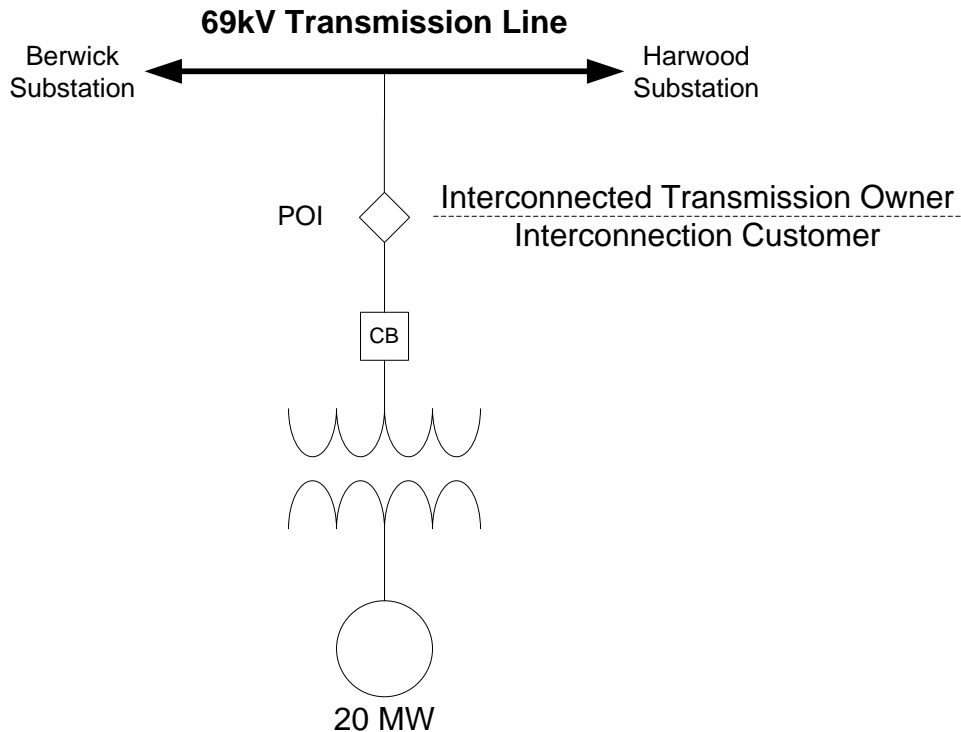 69kV Transmission Line
Berwick
Substation
Harwood
Substation
POI
Interconnected Transmission Owner
Interconnection Customer
CB
20 MW